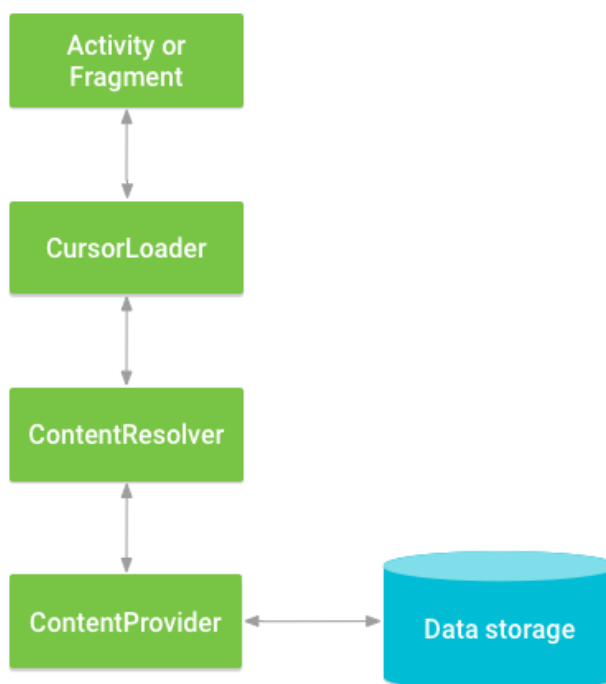 Activity or
Fragment
CursorLoader
ContentResolver
ContentProvider
Data storage